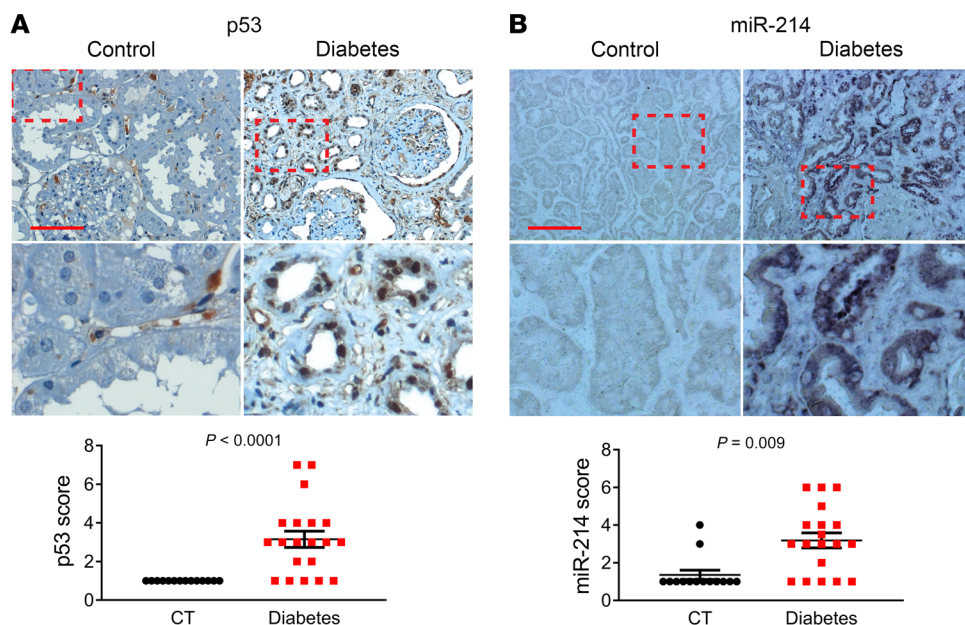 A
p53
Control
Diabetes
B
miR-214
Control
Diabetes
P < 0.0001
8
6
4
2
0
p53 score
CT
Diabetes
P = 0.009
8
6
4
2
0
miR-214 score
CT
Diabetes